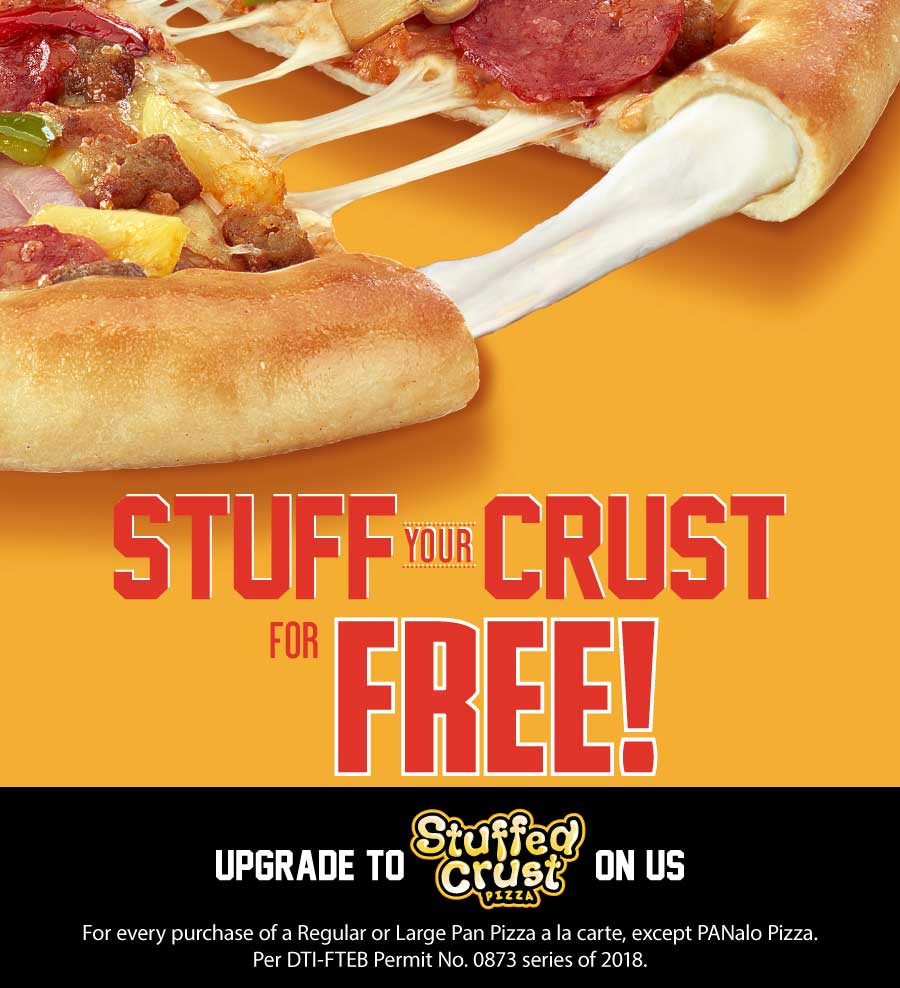 STUFF YOUR CRUST
FOR FREE!
UPGRADE TO Stuffed Crust PIZZA ON US
For every purchase of a Regular or Large Pan Pizza a la carte, except PANalo Pizza.
Per DTI-FTEB Permit No. 0873 series of 2018.